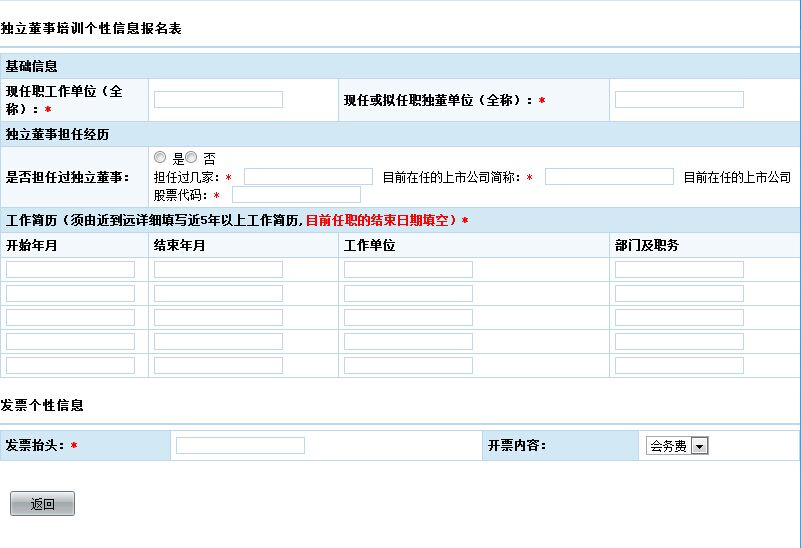 独立董事培训个性信息报名表
基础信息
现任职工作单位（全
称）：*
现任或拟任职独董单位（全称）：*
独立董事担任经历
是否担任过独立董事：
是 否
担任过几家：* 目前在任的上市公司简称：* 目前在任的上市公司
股票代码：*
工作简历（须由近到远详细填写近5年以上工作简历,目前任职的结束日期填空）*
开始年月 结束年月 工作单位 部门及职务
发票个性信息
发票抬头：* 开票内容： 会务费
返回